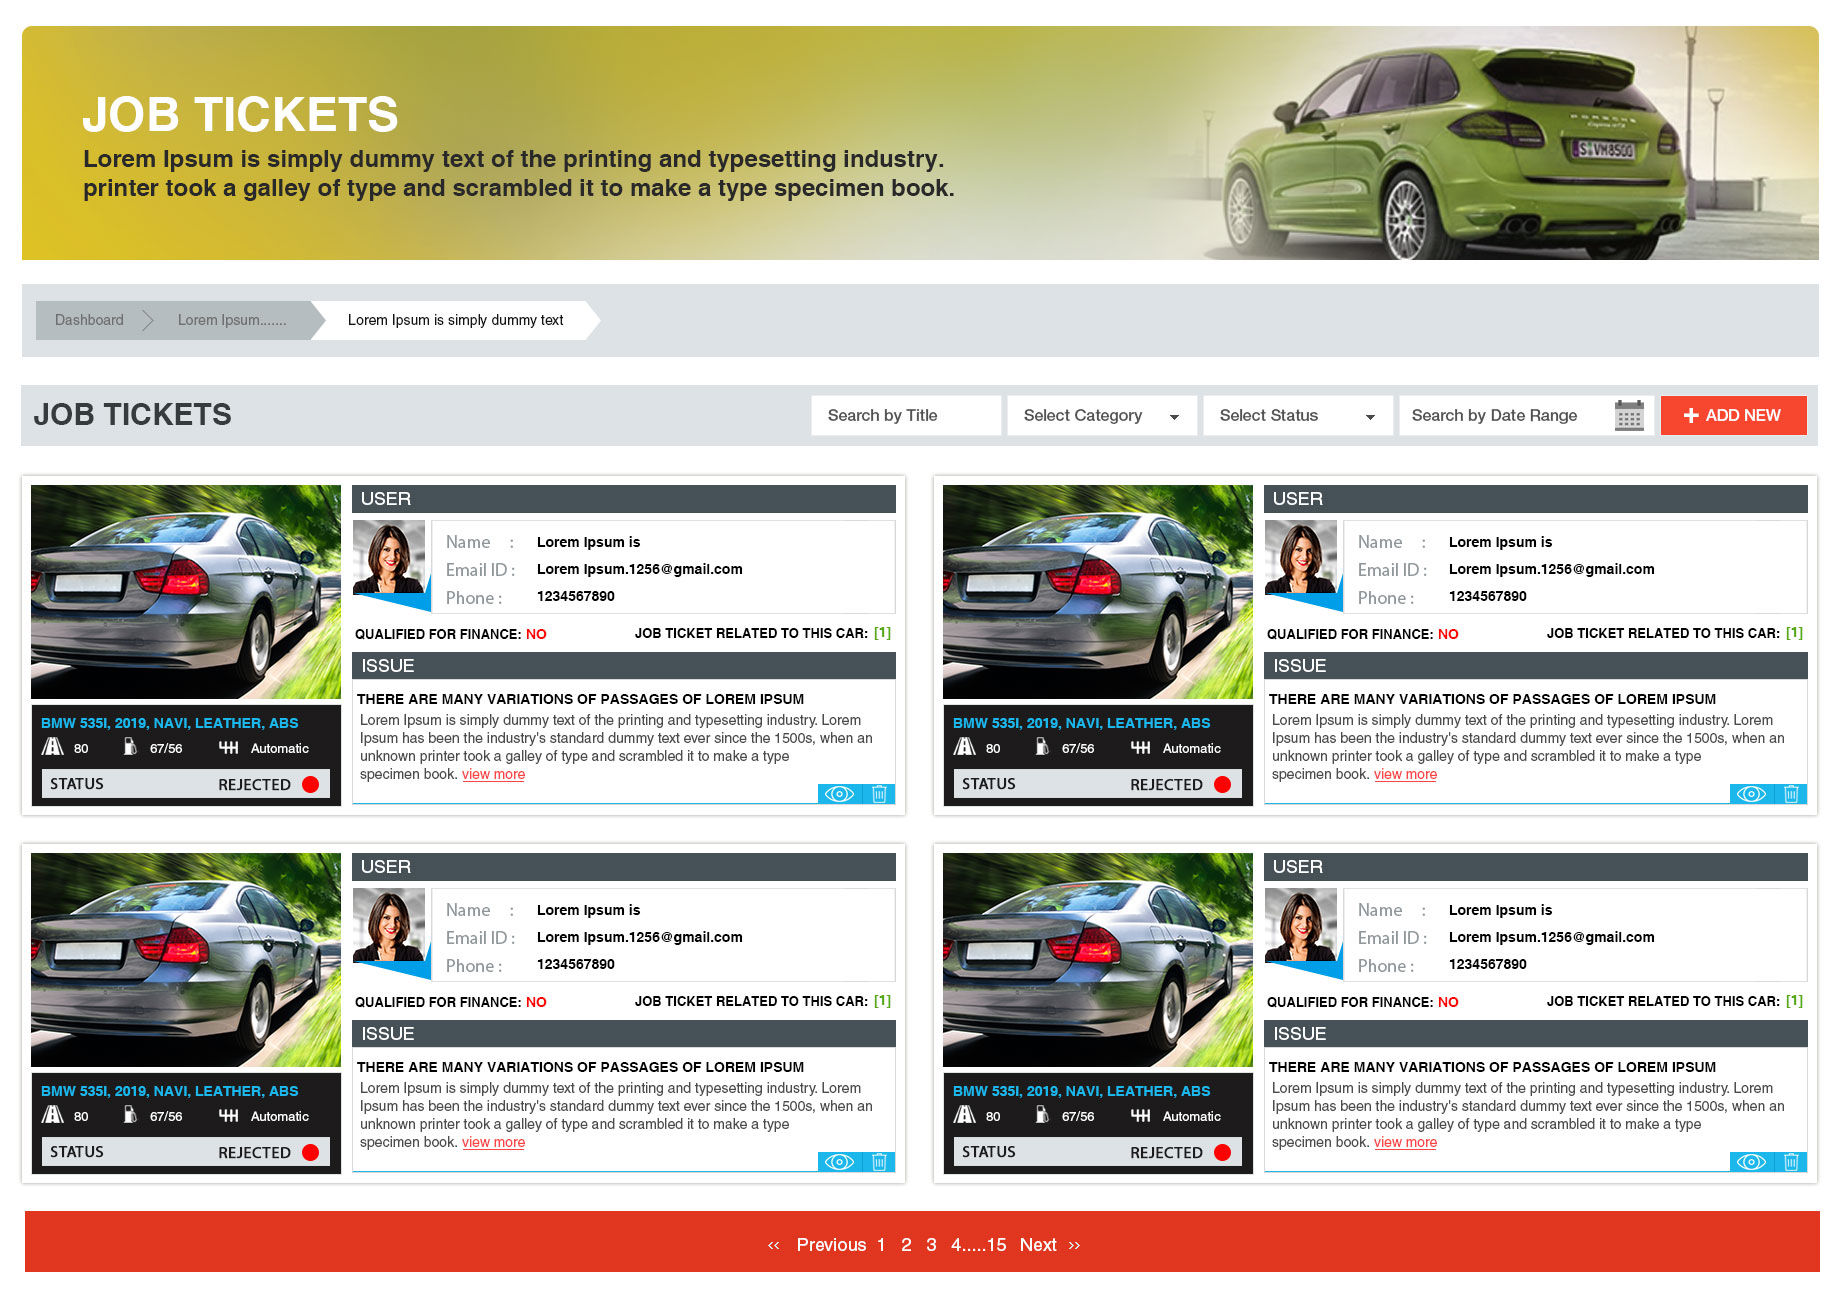 JOB TICKETS
Lorem Ipsum is simply dummy text of the printing and typesetting industry.
printer took a galley of type and scrambled it to make a type specimen book.
PORSCHE
Dashboard
Lorem Ipsum.......
Lorem Ipsum is simply dummy text
JOB TICKETS
Search by Title
Select Category
Select Status
Search by Date Range
ADD NEW
USER
Name :
Lorem Ipsum is
Email ID :
Lorem Ipsum.1256@gmail.com
Phone :
1234567890
QUALIFIED FOR FINANCE: NO
JOB TICKET RELATED TO THIS CAR: [1]
ISSUE
THERE ARE MANY VARIATIONS OF PASSAGES OF LOREM IPSUM
Lorem Ipsum is simply dummy text of the printing and typesetting industry. Lorem
Ipsum has been the industry's standard dummy text ever since the 1500s, when an
unknown printer took a galley of type and scrambled it to make a type
specimen book. view more
BMW 535I, 2019, NAVI, LEATHER, ABS
80
67/56
Automatic
STATUS
REJECTED
USER
Name :
Lorem Ipsum is
Email ID :
Lorem Ipsum.1256@gmail.com
Phone :
1234567890
QUALIFIED FOR FINANCE: NO
JOB TICKET RELATED TO THIS CAR: [1]
ISSUE
THERE ARE MANY VARIATIONS OF PASSAGES OF LOREM IPSUM
Lorem Ipsum is simply dummy text of the printing and typesetting industry. Lorem
Ipsum has been the industry's standard dummy text ever since the 1500s, when an
unknown printer took a galley of type and scrambled it to make a type
specimen book. view more
BMW 535I, 2019, NAVI, LEATHER, ABS
80
67/56
Automatic
STATUS
REJECTED
USER
Name :
Lorem Ipsum is
Email ID :
Lorem Ipsum.1256@gmail.com
Phone :
1234567890
QUALIFIED FOR FINANCE: NO
JOB TICKET RELATED TO THIS CAR: [1]
ISSUE
THERE ARE MANY VARIATIONS OF PASSAGES OF LOREM IPSUM
Lorem Ipsum is simply dummy text of the printing and typesetting industry. Lorem
Ipsum has been the industry's standard dummy text ever since the 1500s, when an
unknown printer took a galley of type and scrambled it to make a type
specimen book. view more
BMW 535I, 2019, NAVI, LEATHER, ABS
80
67/56
Automatic
STATUS
REJECTED
USER
Name :
Lorem Ipsum is
Email ID :
Lorem Ipsum.1256@gmail.com
Phone :
1234567890
QUALIFIED FOR FINANCE: NO
JOB TICKET RELATED TO THIS CAR: [1]
ISSUE
THERE ARE MANY VARIATIONS OF PASSAGES OF LOREM IPSUM
Lorem Ipsum is simply dummy text of the printing and typesetting industry. Lorem
Ipsum has been the industry's standard dummy text ever since the 1500s, when an
unknown printer took a galley of type and scrambled it to make a type
specimen book. view more
BMW 535I, 2019, NAVI, LEATHER, ABS
80
67/56
Automatic
STATUS
REJECTED
<< Previous 1 2 3 4.....15 Next >>